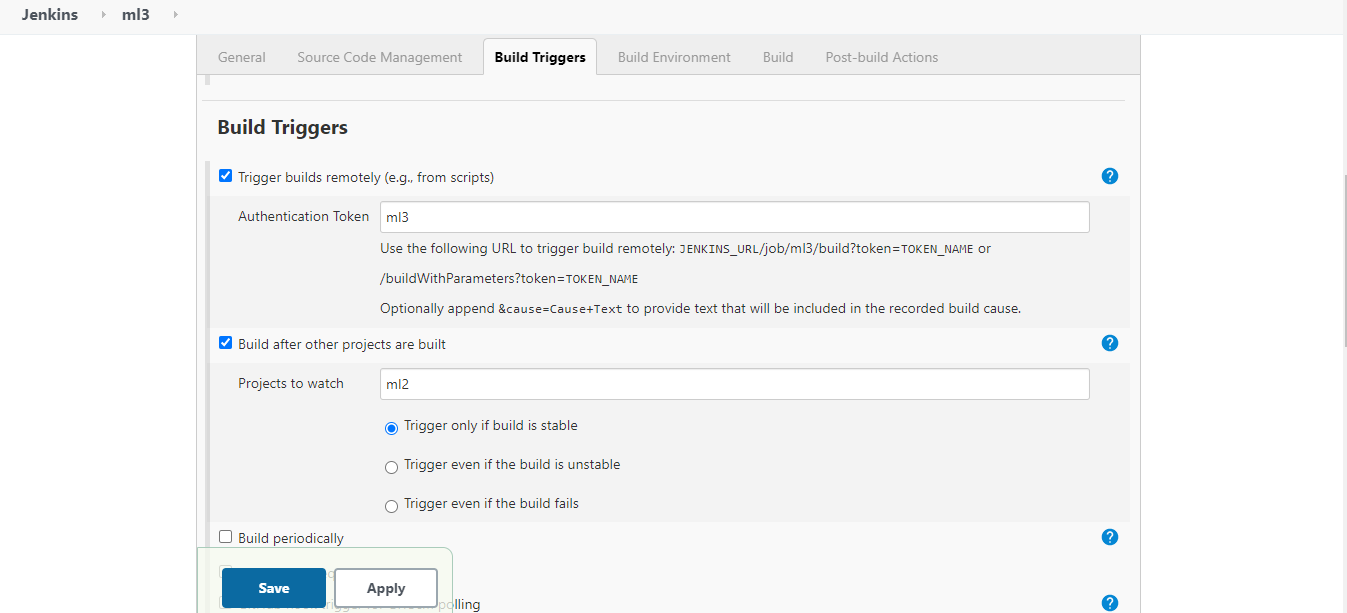 Jenkins ml3
General Source Code Management Build Triggers Build Environment Build Post-build Actions
Build Triggers
Trigger builds remotely (e.g., from scripts)
Authentication Token ml3
Use the following URL to trigger build remotely: JENKINS_URL/job/ml3/build?token=TOKEN_NAME or
/buildWithParameters?token=TOKEN_NAME
Optionally append &cause=Cause+Text to provide text that will be included in the recorded build cause.
Build after other projects are built
Projects to watch ml2
Trigger only if build is stable
Trigger even if the build is unstable
Trigger even if the build fails
Build periodically
Save Apply
polling